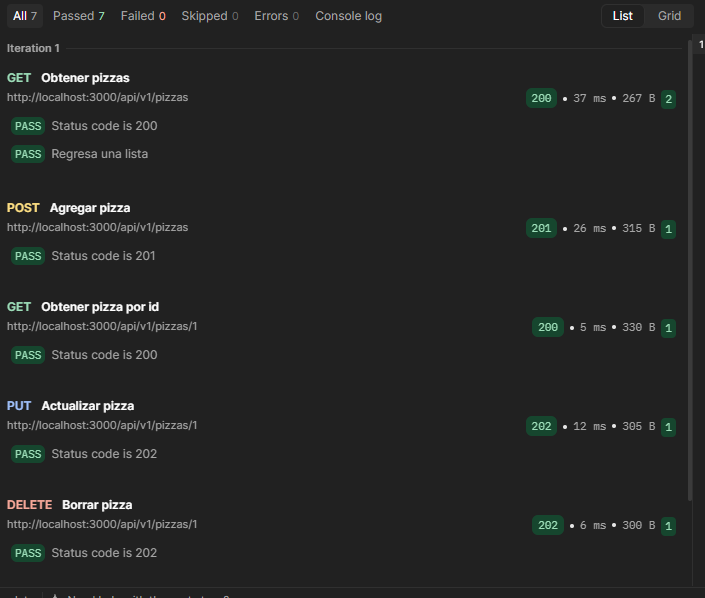 All 7 Passed 7 Failed 0 Skipped 0 Errors 0 Console log List Grid
Iteration 1
1
GET Obtener pizzas
http://localhost:3000/api/v1/pizzas
200 • 37 ms • 267 B 2
PASS Status code is 200
PASS Regresa una lista
POST Agregar pizza
http://localhost:3000/api/v1/pizzas
201 • 26 ms • 315 B 1
PASS Status code is 201
GET Obtener pizza por id
http://localhost:3000/api/v1/pizzas/1
200 • 5 ms • 330 B 1
PASS Status code is 200
PUT Actualizar pizza
http://localhost:3000/api/v1/pizzas/1
202 • 12 ms • 305 B 1
PASS Status code is 202
DELETE Borrar pizza
http://localhost:3000/api/v1/pizzas/1
202 • 6 ms • 300 B 1
PASS Status code is 202